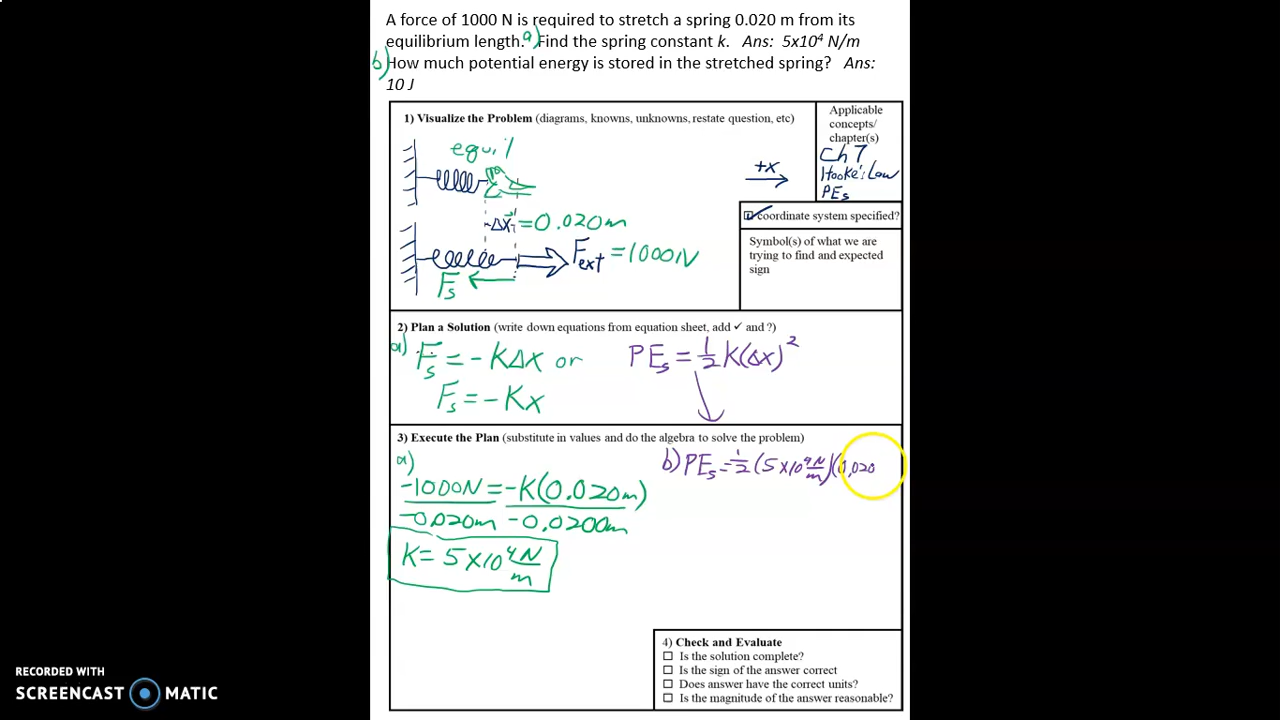 A force of 1000 N is required to stretch a spring 0.020 m from its
equilibrium length. a) Find the spring constant k. Ans: 5x10⁴ N/m
b) How much potential energy is stored in the stretched spring? Ans:
10 J
1) Visualize the Problem (diagrams, knowns, unknowns, restate question, etc)
Applicable
concepts/
chapter(s)
Ch 7
Hooke's Law
PEs
equil
+x
Δx = 0.020m
Fext = 1000N
Fs
coordinate system specified?
Symbol(s) of what we are
trying to find and expected
sign
2) Plan a Solution (write down equations from equation sheet, add ✓ and ?)
a) Fs = -KΔx or
Fs = -Kx
PEs = 1/2 K(Δx)²
3) Execute the Plan (substitute in values and do the algebra to solve the problem)
a)
-1000N = -K(0.020m)
-0.020m -0.0200m
K = 5x10⁴ N/m
b) PEs = 1/2 (5x10⁴ N/m)(0.020
4) Check and Evaluate
☐ Is the solution complete?
☐ Is the sign of the answer correct
☐ Does answer have the correct units?
☐ Is the magnitude of the answer reasonable?
RECORDED WITH
SCREENCAST MATIC